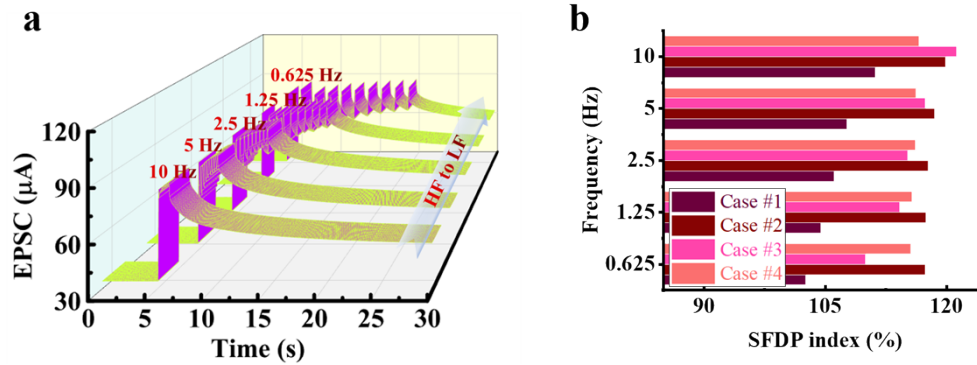 a
120
90
60
30
EPSC (μA)
0.625 Hz
1.25 Hz
2.5 Hz
5 Hz
10 Hz
HF to LF
0 5 10 15 20 25 30
Time (s)
b
Frequency (Hz)
10
5
2.5
1.25
0.625
Case #1
Case #2
Case #3
Case #4
90 105 120
SFDP index (%)